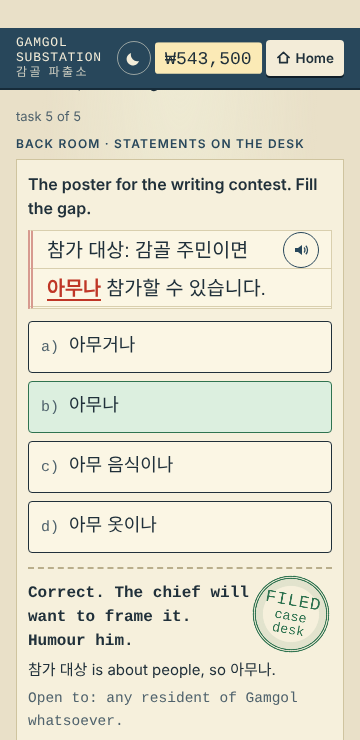 GAMGOL
SUBSTATION
감골 파출소
₩543,500
Home
task 5 of 5
BACK ROOM · STATEMENTS ON THE DESK
The poster for the writing contest. Fill
the gap.
참가 대상: 감골 주민이면
아무나 참가할 수 있습니다.
a) 아무거나
b) 아무나
c) 아무 음식이나
d) 아무 옷이나
Correct. The chief will
want to frame it.
Humour him.
FILED
case
desk
참가 대상 is about people, so 아무나.
Open to: any resident of Gamgol
whatsoever.